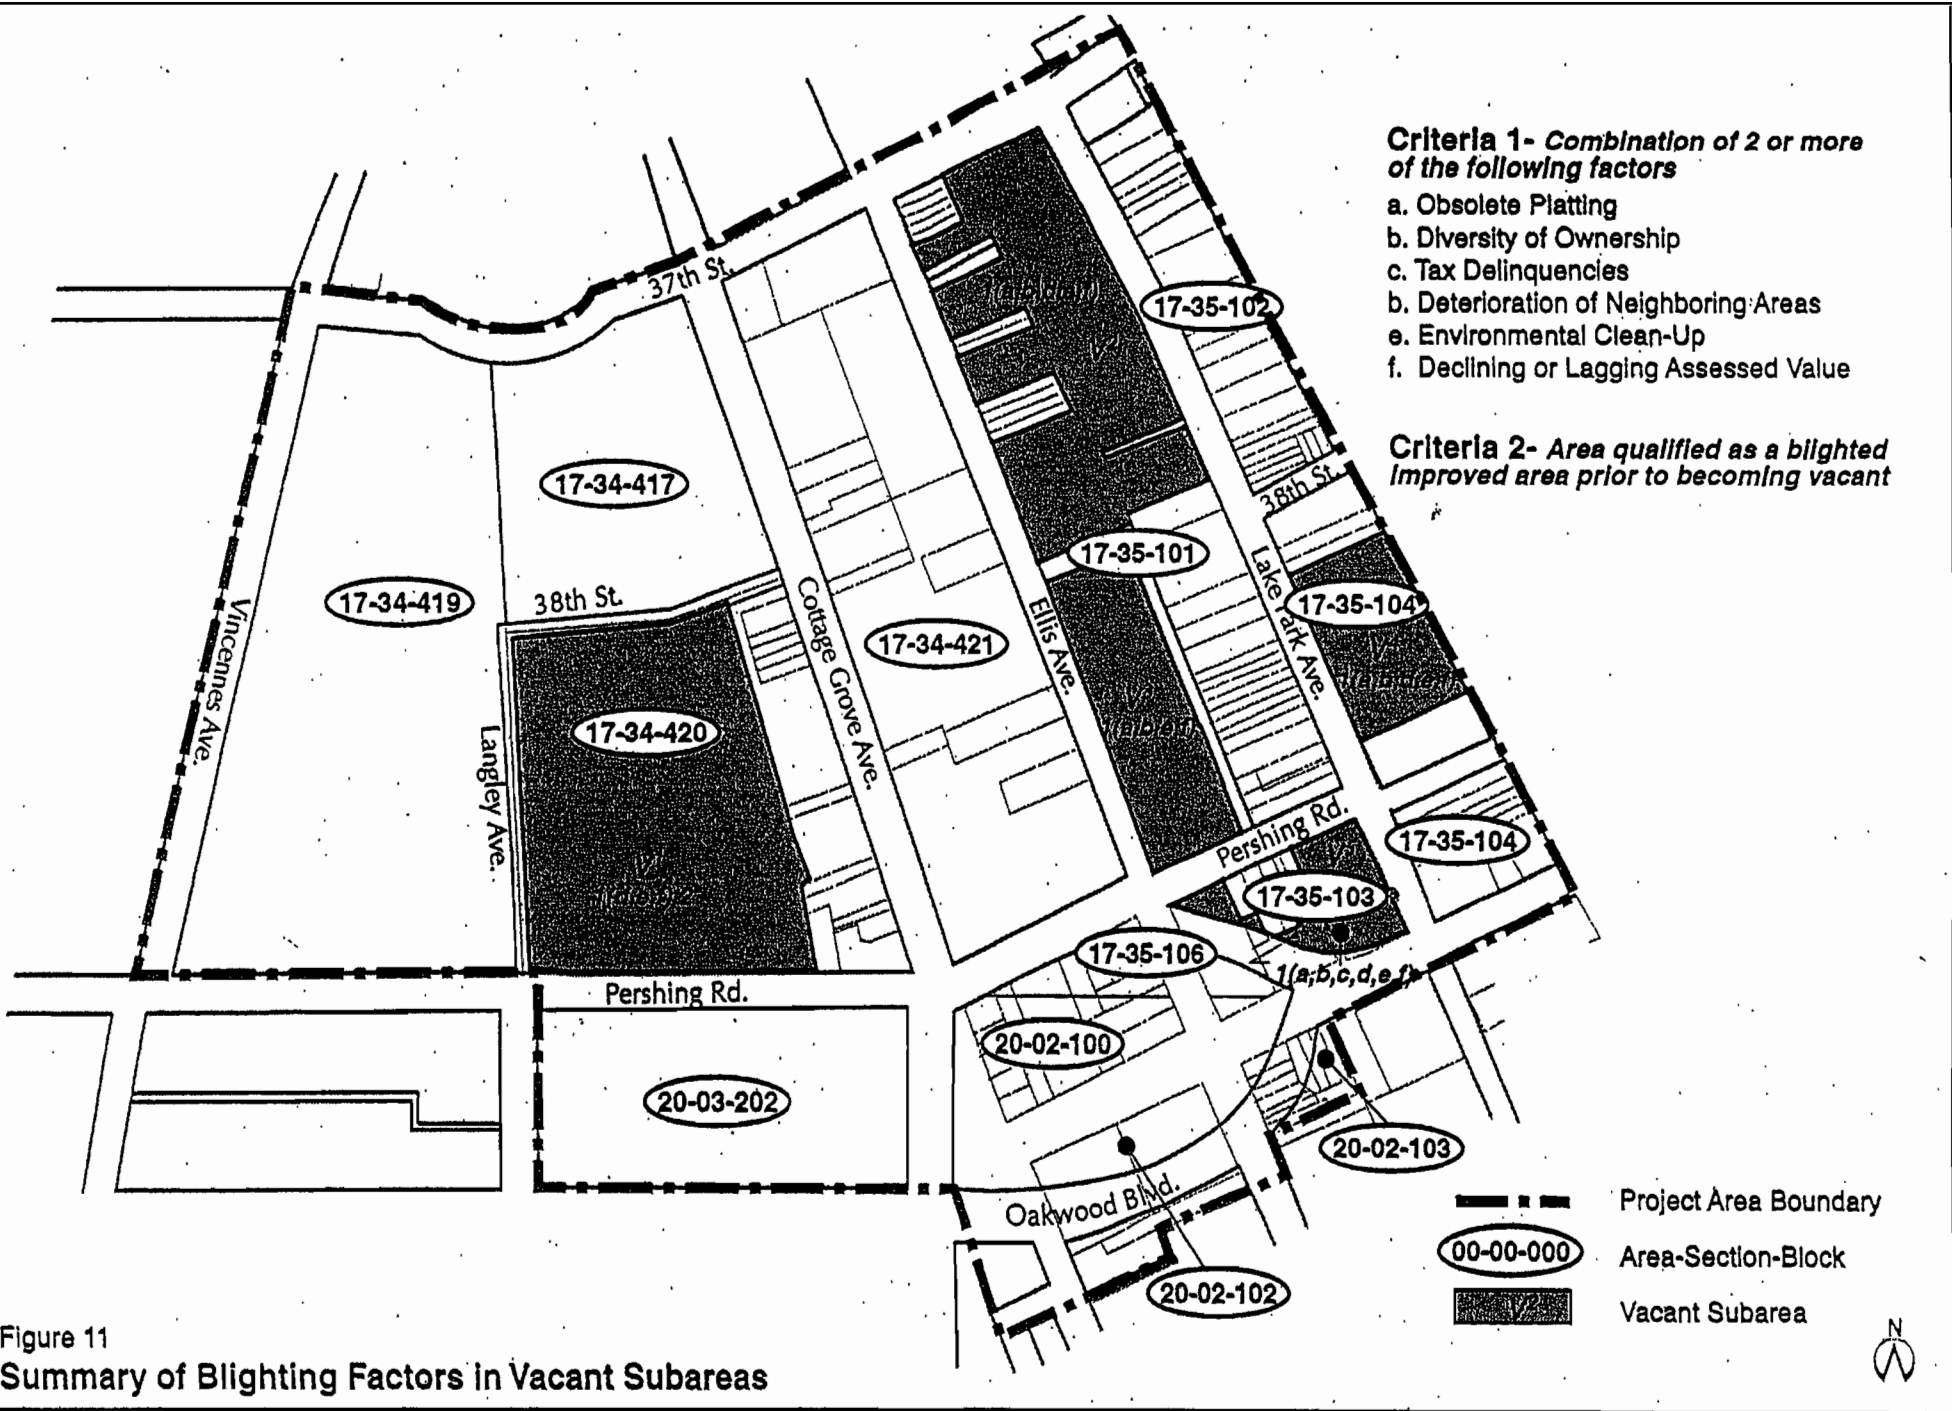 Criteria 1- Combination of 2 or more
of the following factors
a. Obsolete Platting
b. Diversity of Ownership
c. Tax Delinquencies
b. Deterioration of Neighboring Areas
e. Environmental Clean-Up
f. Declining or Lagging Assessed Value
Criteria 2- Area qualified as a blighted
improved area prior to becoming vacant
37th St.
17-35-102
17-34-417
38th St.
17-35-101
17-34-419
38th St.
17-35-104
Vincennes Ave.
Cottage Grove Ave.
17-34-421
Ellis Ave.
Lake Park Ave.
17-34-420
Langley Ave.
Pershing Rd.
17-35-104
17-35-103
17-35-106
1(a,b,c,d,e,f)
Pershing Rd.
20-02-100
20-03-202
20-02-103
Oakwood Blvd.
20-02-102
Project Area Boundary
00-00-000
Area-Section-Block
Vacant Subarea
N
Figure 11
Summary of Blighting Factors in Vacant Subareas